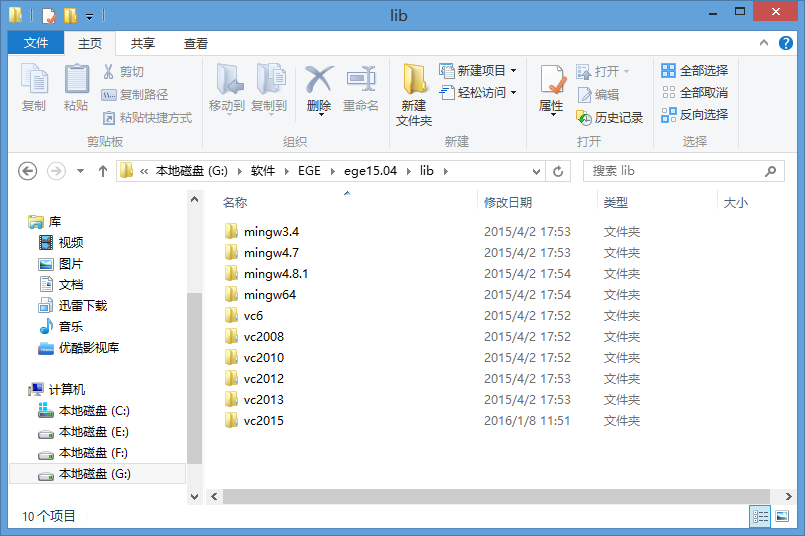 lib
文件 主页 共享 查看
复制 粘贴 剪切 移动到 复制到 删除 重命名 新建文件夹 新建项目 属性 打开 全部选择
复制路径 轻松访问 编辑 全部取消
粘贴快捷方式 历史记录 反向选择
剪贴板 组织 新建 打开 选择
« 本地磁盘 (G:) 软件 EGE ege15.04 lib 搜索 lib
名称 修改日期 类型 大小
库
视频
图片
文档
迅雷下载
音乐
优酷影视库
计算机
本地磁盘 (C:)
本地磁盘 (E:)
本地磁盘 (F:)
本地磁盘 (G:)
mingw3.4 2015/4/2 17:53 文件夹
mingw4.7 2015/4/2 17:53 文件夹
mingw4.8.1 2015/4/2 17:54 文件夹
mingw64 2015/4/2 17:54 文件夹
vc6 2015/4/2 17:52 文件夹
vc2008 2015/4/2 17:52 文件夹
vc2010 2015/4/2 17:52 文件夹
vc2012 2015/4/2 17:53 文件夹
vc2013 2015/4/2 17:53 文件夹
vc2015 2016/1/8 11:51 文件夹
10 个项目